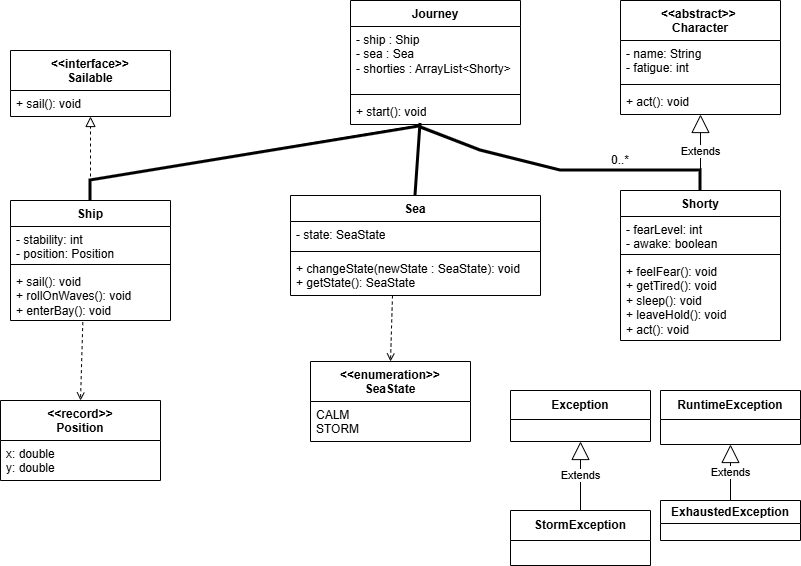 Journey
- ship : Ship
- sea : Sea
- shorties : ArrayList<Shorty>
+ start(): void
<<abstract>>
Character
- name: String
- fatigue: int
+ act(): void
<<interface>>
Sailable
+ sail(): void
Extends
0..*
Ship
- stability: int
- position: Position
+ sail(): void
+ rollOnWaves(): void
+ enterBay(): void
Sea
- state: SeaState
+ changeState(newState : SeaState): void
+ getState(): SeaState
Shorty
- fearLevel: int
- awake: boolean
+ feelFear(): void
+ getTired(): void
+ sleep(): void
+ leaveHold(): void
+ act(): void
<<enumeration>>
SeaState
CALM
STORM
<<record>>
Position
x: double
y: double
Exception
RuntimeException
Extends
Extends
StormException
ExhaustedException